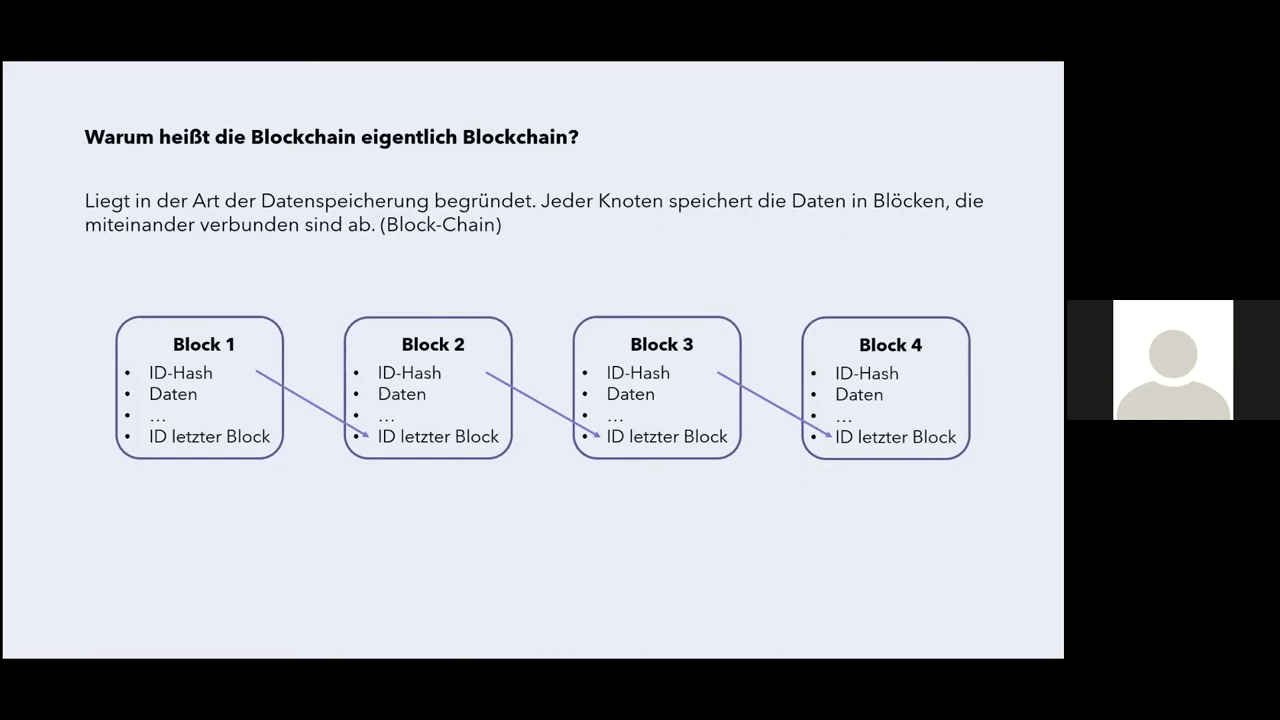 Warum heißt die Blockchain eigentlich Blockchain?
Liegt in der Art der Datenspeicherung begründet. Jeder Knoten speichert die Daten in Blöcken, die
miteinander verbunden sind ab. (Block-Chain)
Block 1
• ID-Hash
• Daten
• ...
• ID letzter Block
Block 2
• ID-Hash
• Daten
• ...
• ID letzter Block
Block 3
• ID-Hash
• Daten
• ...
• ID letzter Block
Block 4
• ID-Hash
• Daten
• ...
• ID letzter Block